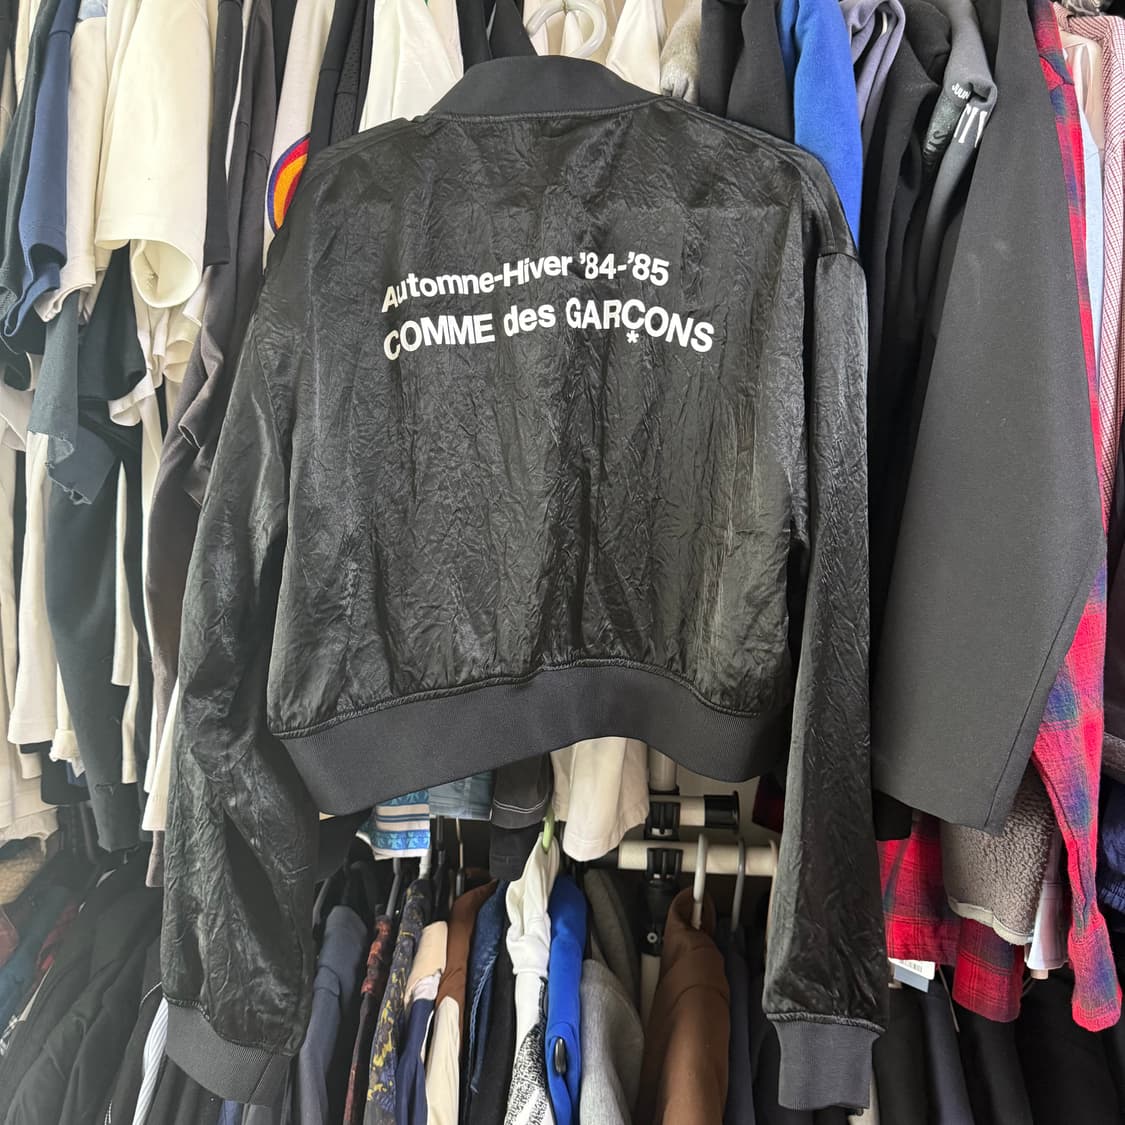 Automne-Hiver '84-'85
COMME des GARÇONS
*